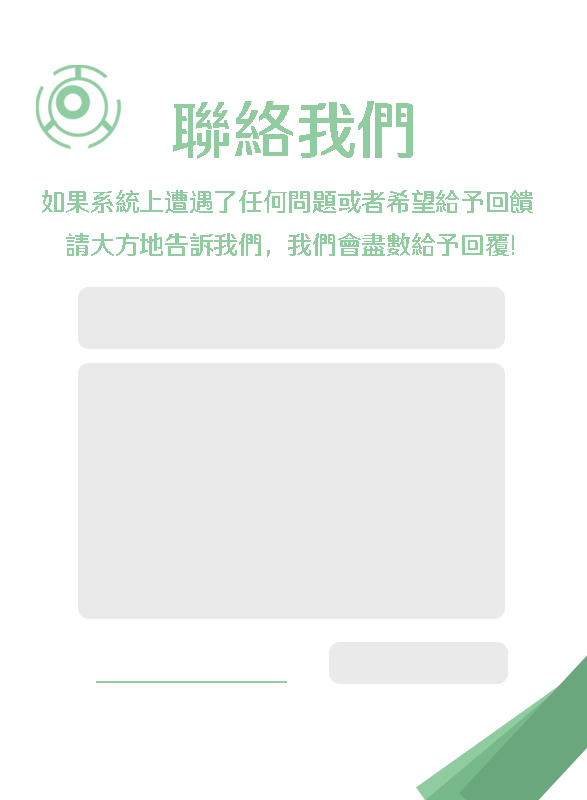 聯絡我們
如果系統上遭遇了任何問題或者希望給予回饋
請大方地告訴我們，我們會盡數給予回覆!